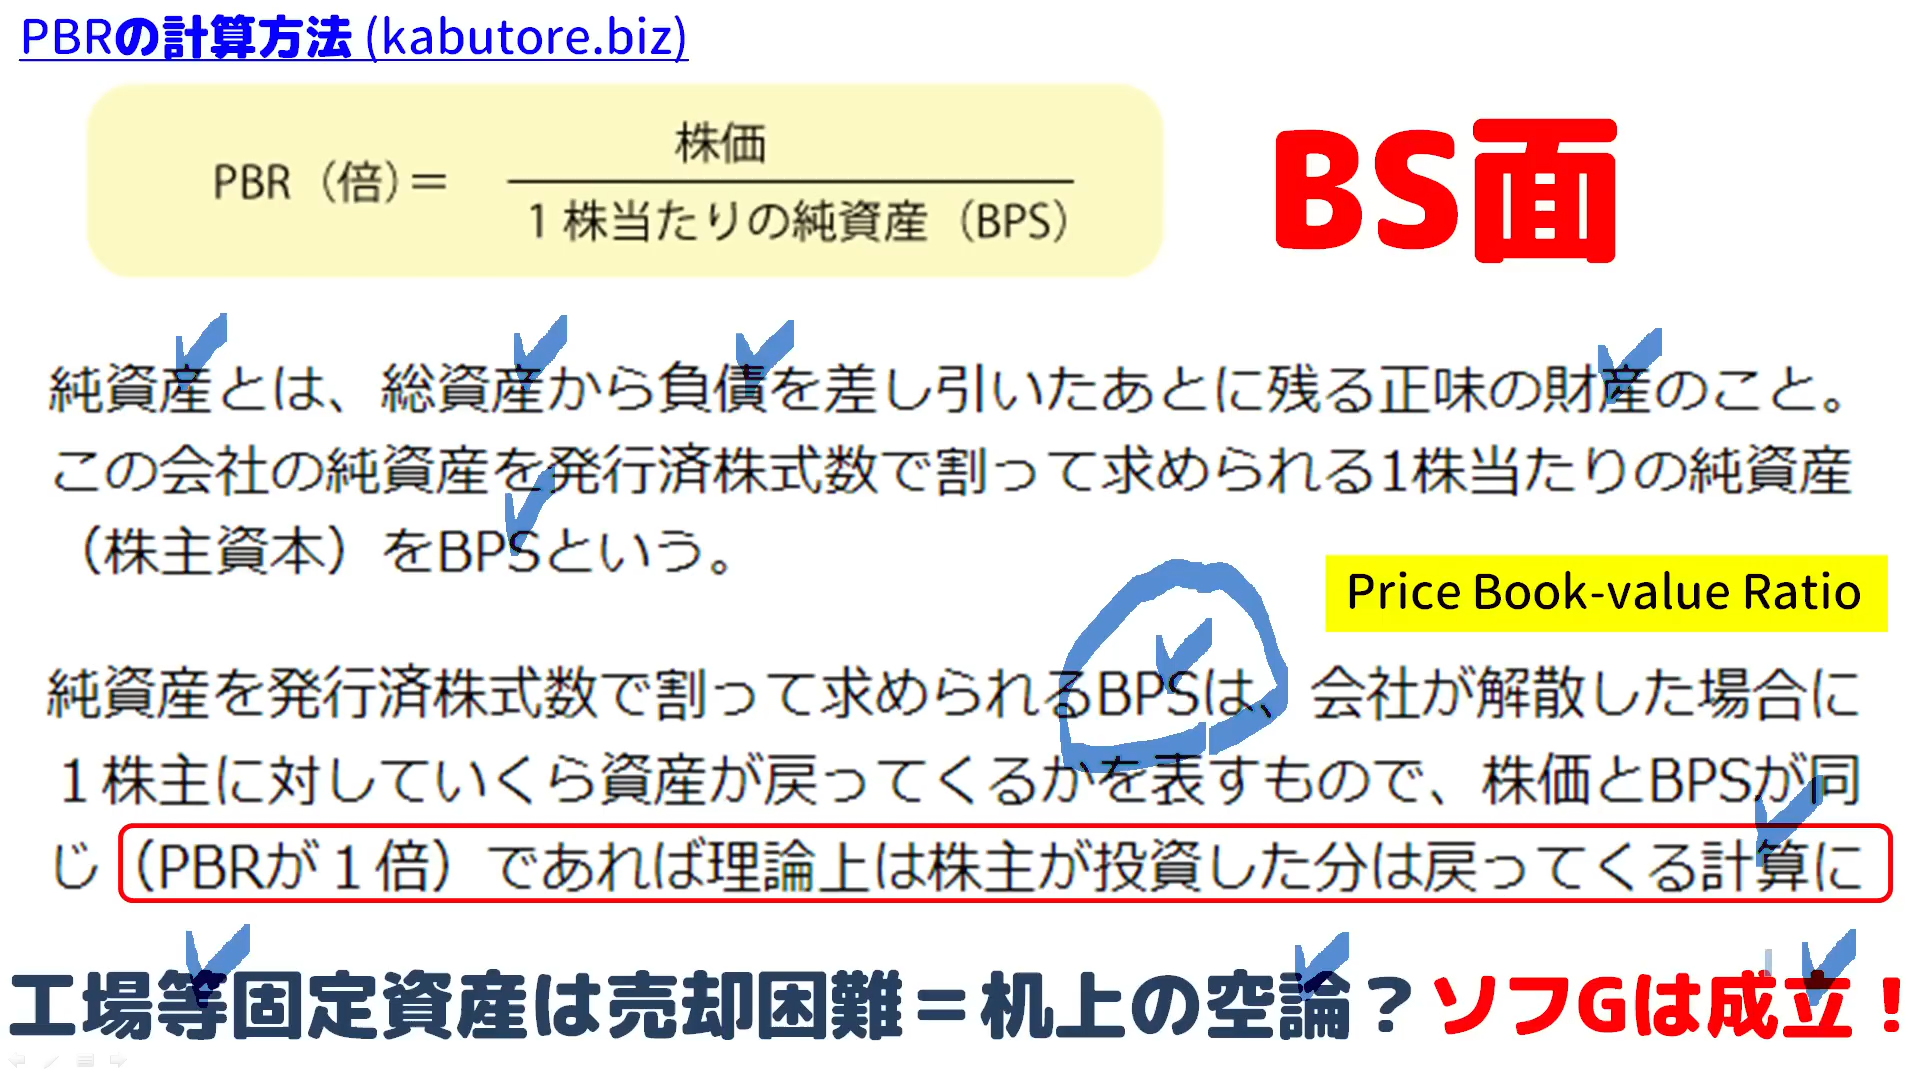 PBRの計算方法 (kabutore.biz)
PBR（倍）＝ 株価
１株当たりの純資産（BPS）
BS面
純資産とは、総資産から負債を差し引いたあとに残る正味の財産のこと。
この会社の純資産を発行済株式数で割って求められる1株当たりの純資産
（株主資本）をBPSという。
Price Book-value Ratio
純資産を発行済株式数で割って求められるBPSは、会社が解散した場合に
１株主に対していくら資産が戻ってくるかを表すもので、株価とBPSが同
じ（PBRが１倍）であれば理論上は株主が投資した分は戻ってくる計算に
工場等固定資産は売却困難＝机上の空論？ソフGは成立！